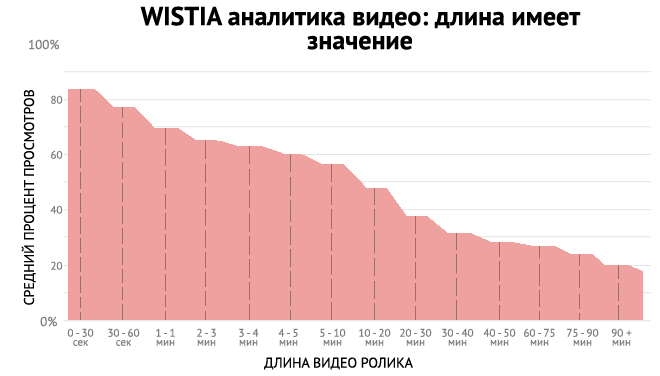 WISTIA аналитика видео: длина имеет
значение
100%
80
60
40
20
0%
СРЕДНИЙ ПРОЦЕНТ ПРОСМОТРОВ
0 - 30
сек
30 - 60
сек
1 - 1
мин
2 - 3
мин
3 - 4
мин
4 - 5
мин
5 - 10
мин
10 - 20
мин
20 - 30
мин
30 - 40
мин
40 - 50
мин
60 - 75
мин
75 - 90
мин
90 +
мин
ДЛИНА ВИДЕО РОЛИКА